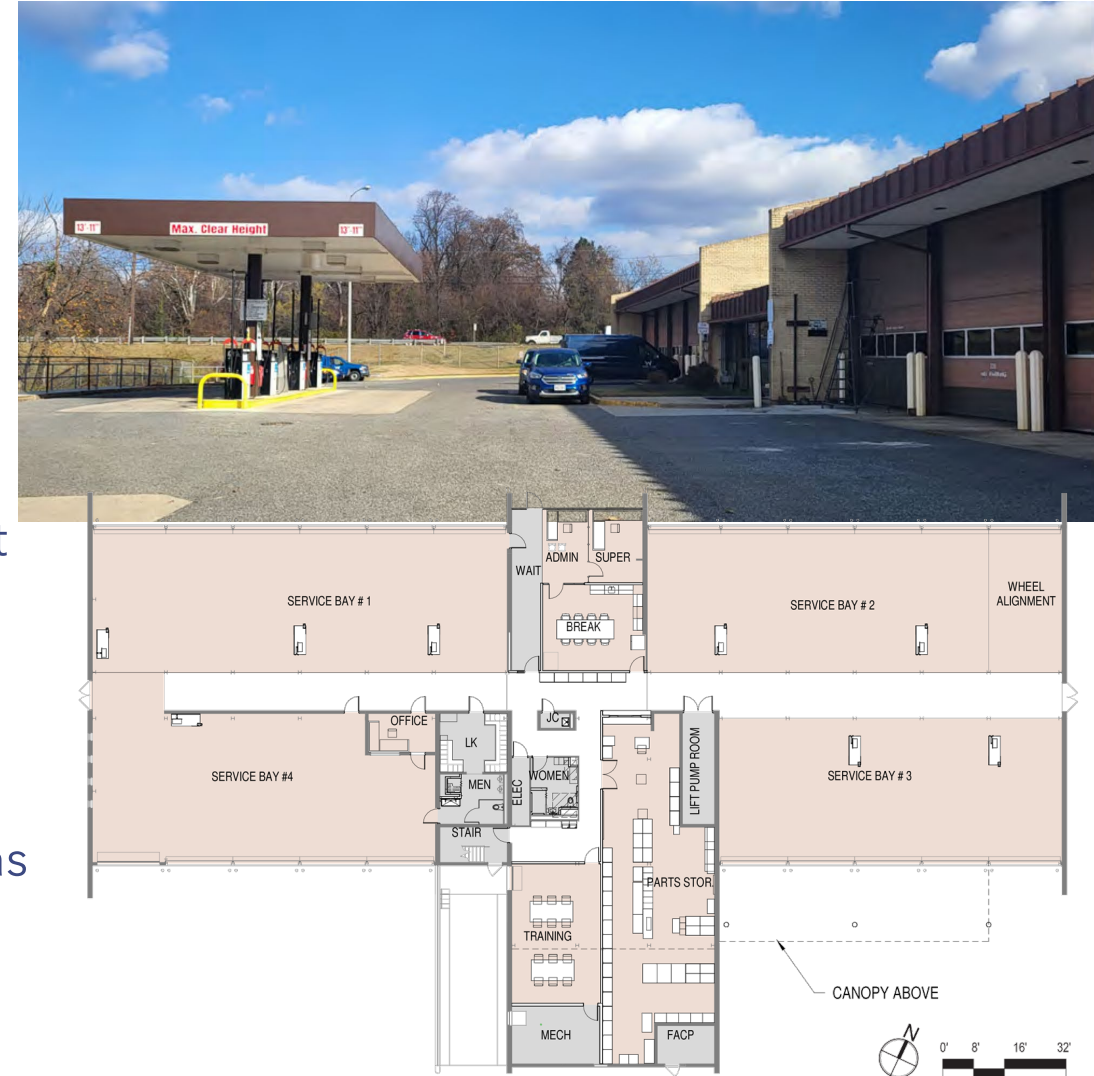 13'-11"
Max. Clear Height
13'-11"
t
ns
WAIT
ADMIN
SUPER
SERVICE BAY # 1
BREAK
SERVICE BAY # 2
WHEEL
ALIGNMENT
OFFICE
JC
LK
SERVICE BAY #4
MEN
ELEC
WOMEN
LIFT PUMP ROOM
SERVICE BAY # 3
STAIR
PARTS STOR.
TRAINING
CANOPY ABOVE
MECH
FACP
N
0'
8'
16'
32'